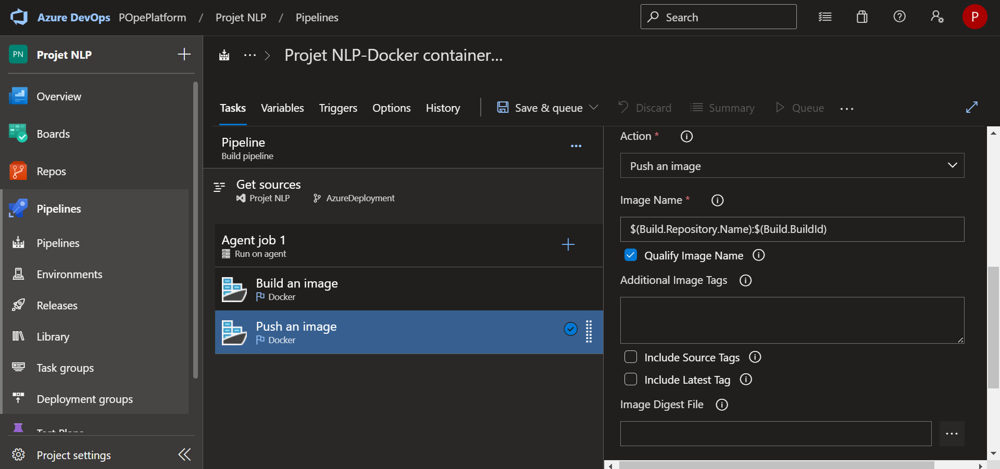 Azure DevOps POpePlatform / Projet NLP / Pipelines
Search
P
PN Projet NLP
Overview
Boards
Repos
Pipelines
Pipelines
Environments
Releases
Library
Task groups
Deployment groups
Test Plans
Project settings
... > Projet NLP-Docker container...
Tasks Variables Triggers Options History Save & queue Discard Summary Queue ...
Pipeline
Build pipeline
Get sources
Projet NLP AzureDeployment
Agent job 1
Run on agent
Build an image
Docker
Push an image
Docker
Action *
Push an image
Image Name *
$(Build.Repository.Name):$(Build.BuildId)
Qualify Image Name
Additional Image Tags
Include Source Tags
Include Latest Tag
Image Digest File
...